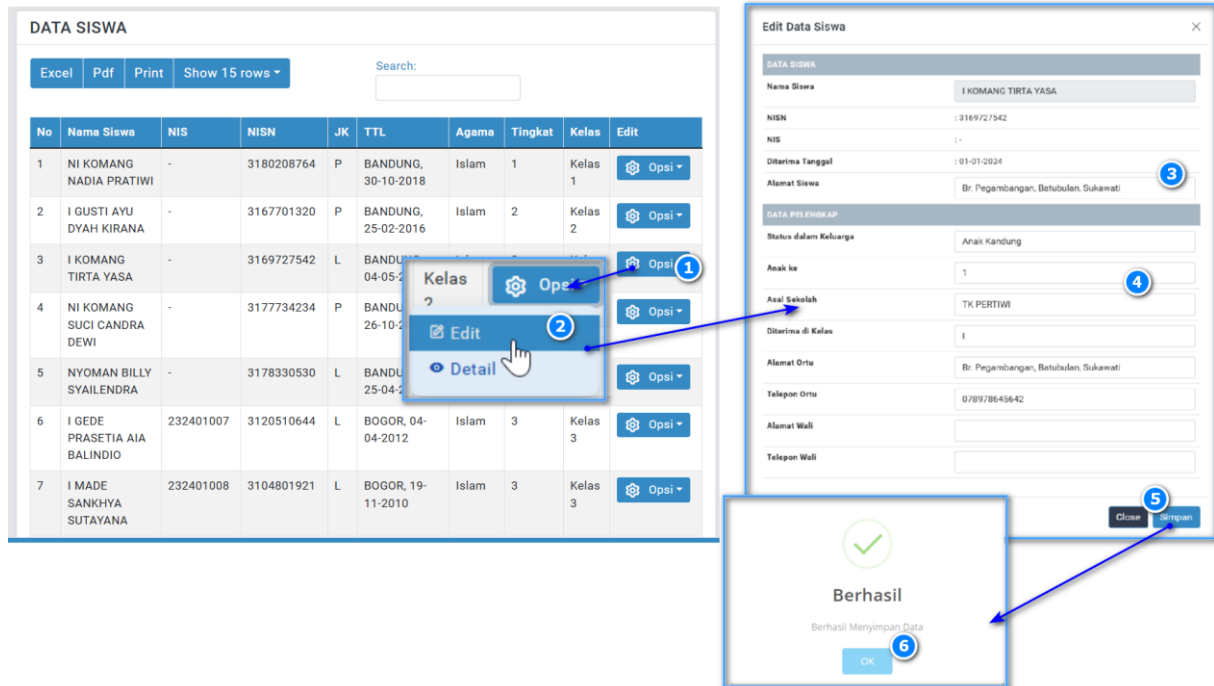 DATA SISWA
Excel Pdf Print Show 15 rows
Search:
No Nama Siswa NIS NISN JK TTL Agama Tingkat Kelas Edit
1 NI KOMANG - 3180208764 P BANDUNG, Islam 1 Kelas Opsi
NADIA PRATIWI 30-10-2018 1
2 I GUSTI AYU - 3167701320 P BANDUNG, Islam 2 Kelas Opsi
DYAH KIRANA 25-02-2016 2
3 I KOMANG - 3169727542 L
TIRTA YASA
4 NI KOMANG - 3177734234 P Opsi
SUCI CANDRA
DEWI
5 NYOMAN BILLY - 3178330530 L Opsi
SYAILENDRA
6 I GEDE 232401007 3120510644 L BOGOR, 04- Islam 3 Kelas Opsi
PRASETIA AIA 04-2012 3
BALINDIO
7 I MADE 232401008 3104801921 L BOGOR, 19- Islam 3 Kelas Opsi
SANKHYA 11-2010 3
SUTAYANA
1
Kelas
2
Edit
Detail
Edit Data Siswa
DATA SISWA
Nama Siswa I KOMANG TIRTA YASA
NISN : 3169727542
NIS : -
Diterima Tanggal : 01-01-2024
3
Alamat Siswa Br. Pegambangan, Batubulan, Sukawati
DATA PELENGKAP
Status dalam Keluarga Anak Kandung
Anak ke 1
4
Asal Sekolah TK PERTIWI
Diterima di Kelas I
Alamat Ortu Br. Pegambangan, Batubulan, Sukawati
Telepon Ortu 078978645642
Alamat Wali
Telepon Wali
5
Close Simpan
Berhasil
Berhasil Menyimpan Data
6
OK